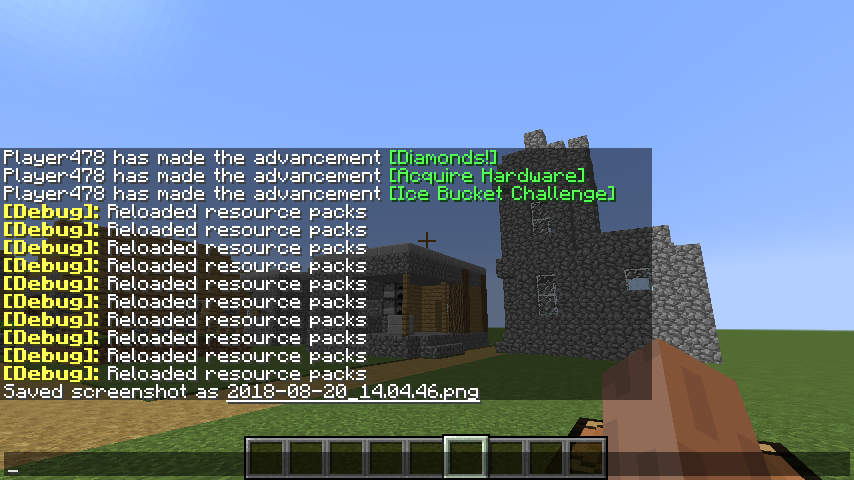 Player478 has made the advancement [Diamonds!]
Player478 has made the advancement [Acquire Hardware]
Player478 has made the advancement [Ice Bucket Challenge]
[Debug]: Reloaded resource packs
[Debug]: Reloaded resource packs
[Debug]: Reloaded resource packs
[Debug]: Reloaded resource packs
[Debug]: Reloaded resource packs
[Debug]: Reloaded resource packs
[Debug]: Reloaded resource packs
[Debug]: Reloaded resource packs
[Debug]: Reloaded resource packs
[Debug]: Reloaded resource packs
Saved screenshot as 2018-08-20_14.04.46.png
_